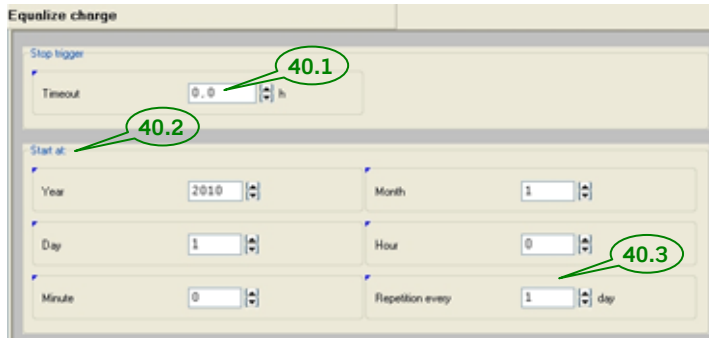 Equalize charge
Stop trigger
40.1
Timeout 0.0 h
40.2
Start at:
Year 2010 Month 1
Day 1 Hour 0
40.3
Minute 0 Repetition every 1 day